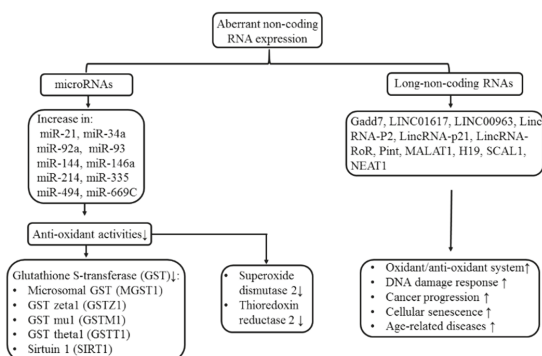 Aberrant non-coding
RNA expression
microRNAs
Long-non-coding RNAs
Increase in:
miR-21, miR-34a
miR-92a, miR-93
miR-144, miR-146a
miR-214, miR-335
miR-494, miR-669C
Gadd7, LINC01617, LINC00963, Linc
RNA-P2, LincRNA-p21, LincRNA-
RoR, Pint, MALAT1, H19, SCAL1,
NEAT1
Anti-oxidant activities↓
Glutathione S-transferase (GST)↓:
• Microsomal GST (MGST1)
• GST zeta1 (GSTZ1)
• GST mu1 (GSTM1)
• GST theta1 (GSTT1)
• Sirtuin 1 (SIRT1)
• Superoxide
dismutase 2↓
• Thioredoxin
reductase 2 ↓
• Oxidant/anti-oxidant system↑
• DNA damage response ↑
• Cancer progression ↑
• Cellular senescence ↑
• Age-related diseases ↑